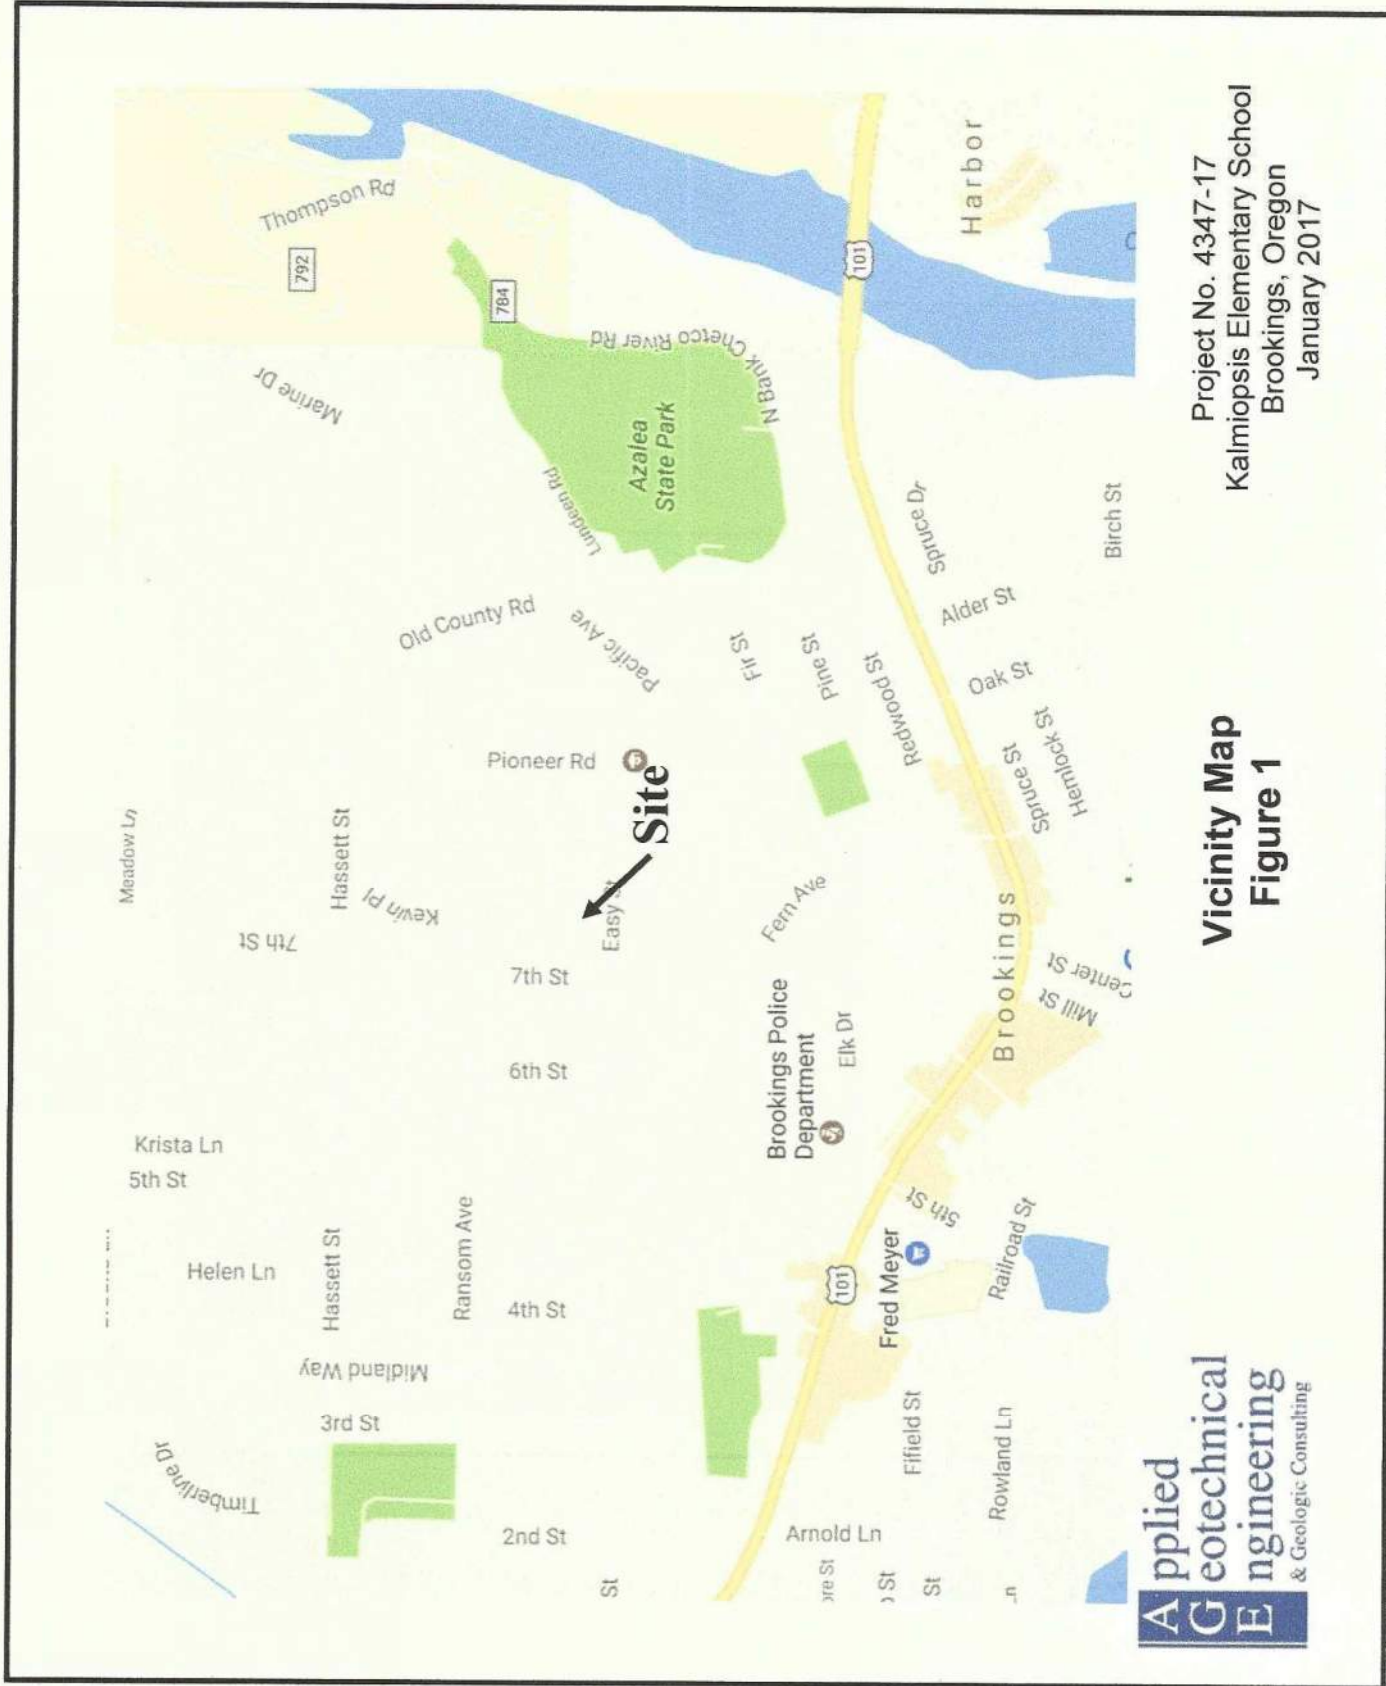 Meadow Ln
Krista Ln
5th St
Timberline Dr
Helen Ln
7th St
Marine Dr
792
Thompson Rd
Hassett St
Hassett St
Midland Way
3rd St
Kevin Pl
Ransom Ave
Old County Rd
784
2nd St
4th St
6th St
7th St
Pioneer Rd
Lundeen Rd
Pacific Ave
N Bank Chetco River Rd
St
Easy St
Site
Azalea
State Park
Fir St
Brookings Police
Department
Fern Ave
Pine St
Arnold Ln
101
Elk Dr
Redwood St
101
Fred Meyer
Fifield St
5th St
Spruce Dr
St
St
Alder St
Oak St
Harbor
Rowland Ln
Railroad St
Brookings
Mill St
Center St
Spruce St
Hemlock St
Birch St
Applied
Geotechnical
Engineering
& Geologic Consulting
Vicinity Map
Figure 1
Project No. 4347-17
Kalmiopsis Elementary School
Brookings, Oregon
January 2017